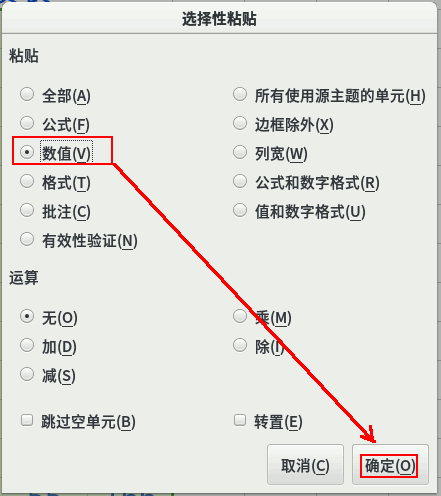 选择性粘贴
粘贴
全部(A)
所有使用源主题的单元(H)
公式(F)
边框除外(X)
数值(V)
列宽(W)
格式(T)
公式和数字格式(R)
批注(C)
值和数字格式(U)
有效性验证(N)
运算
无(O)
乘(M)
加(D)
除(I)
减(S)
跳过空单元(B)
转置(E)
取消(C)
确定(O)